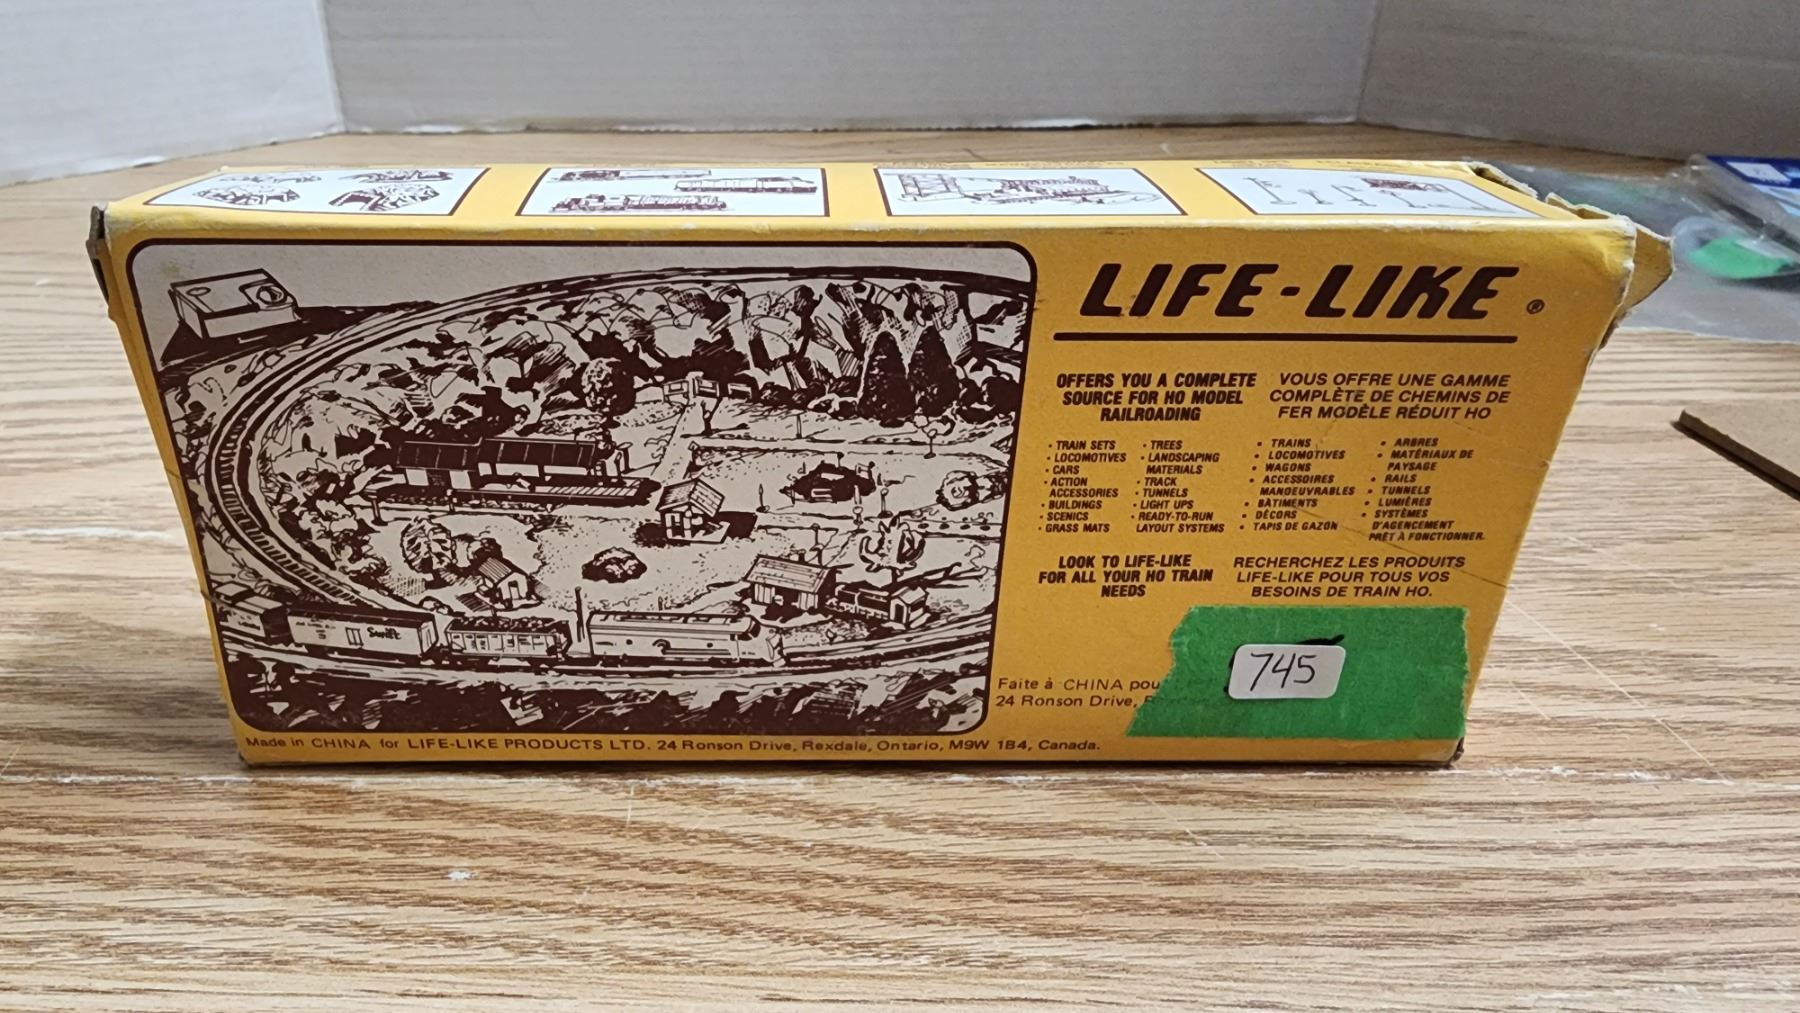 LIFE-LIKE ®
OFFERS YOU A COMPLETE
SOURCE FOR HO MODEL
RAILROADING
• TRAIN SETS
• LOCOMOTIVES
• CARS
• ACTION
ACCESSORIES
• BUILDINGS
• SCENICS
• GRASS MATS
• TREES
• LANDSCAPING
MATERIALS
• TRACK
• TUNNELS
• LIGHT UPS
• READY-TO-RUN
LAYOUT SYSTEMS
LOOK TO LIFE-LIKE
FOR ALL YOUR HO TRAIN
NEEDS
VOUS OFFRE UNE GAMME
COMPLÈTE DE CHEMINS DE
FER MODÈLE RÉDUIT HO
• TRAINS
• LOCOMOTIVES
• WAGONS
• ACCESSOIRES
MANOEUVRABLES
• BÂTIMENTS
• DÉCORS
• TAPIS DE GAZON
• ARBRES
• MATÉRIAUX DE
PAYSAGE
• RAILS
• TUNNELS
• LUMIÈRES
• SYSTÈMES
D'AGENCEMENT
PRÊT À FONCTIONNER.
RECHERCHEZ LES PRODUITS
LIFE-LIKE POUR TOUS VOS
BESOINS DE TRAIN HO.
Swift
745
Faite à CHINA pou
24 Ronson Drive,
Made in CHINA for LIFE-LIKE PRODUCTS LTD. 24 Ronson Drive, Rexdale, Ontario, M9W 1B4, Canada.